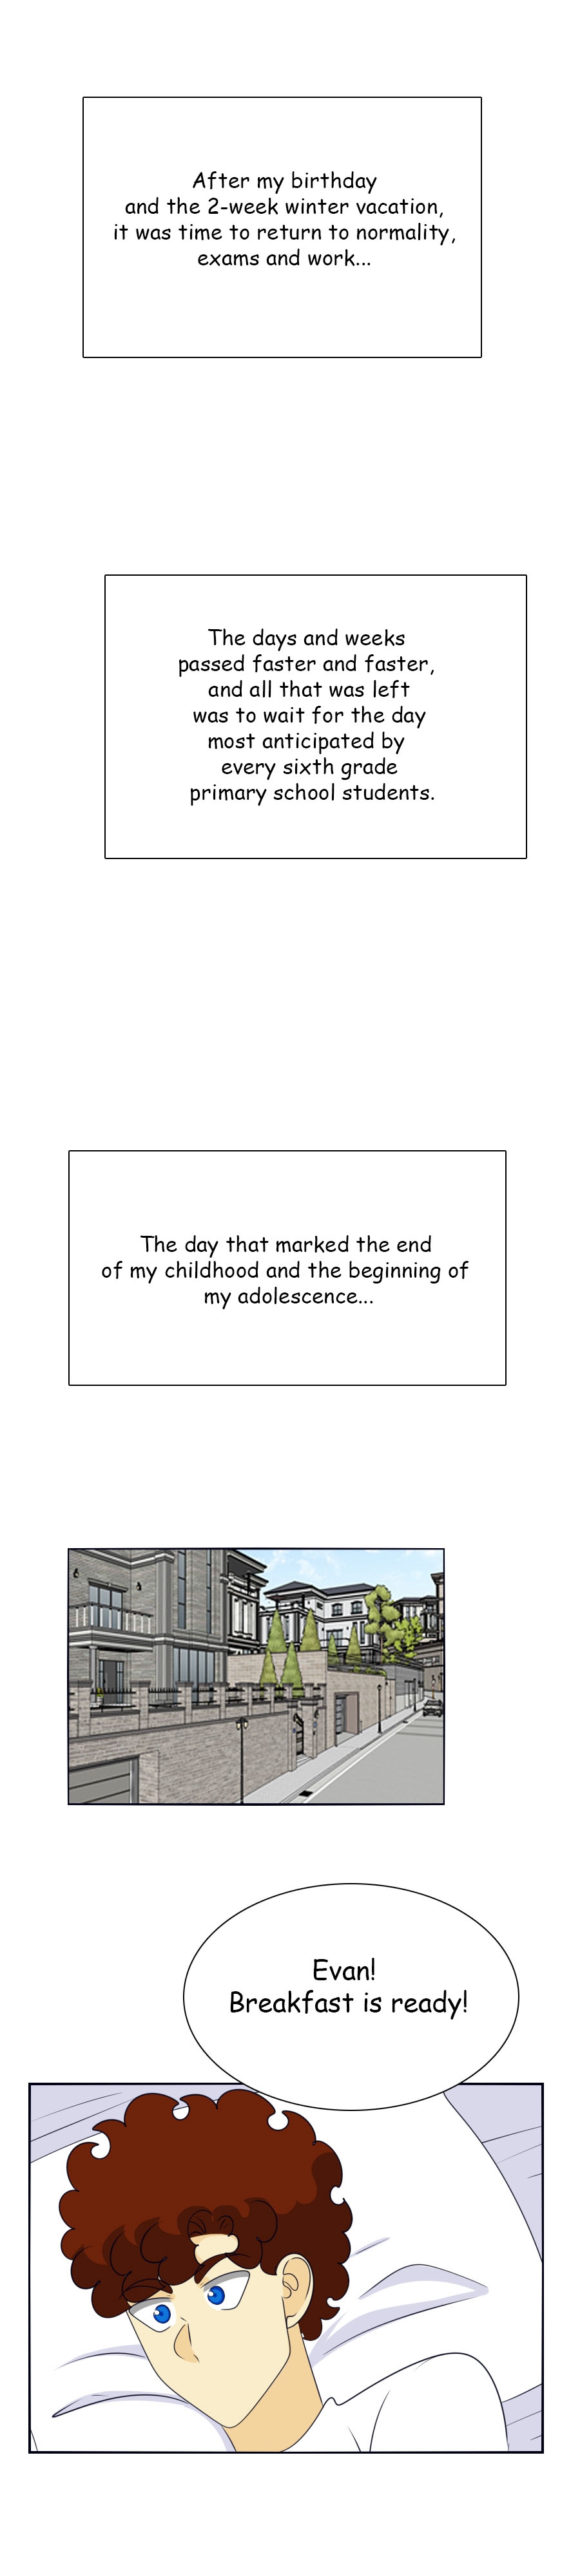 After my birthday
and the 2-week winter vacation,
it was time to return to normality,
exams and work...
The days and weeks
passed faster and faster,
and all that was left
was to wait for the day
most anticipated by
every sixth grade
primary school students.
The day that marked the end
of my childhood and the beginning of
my adolescence...
Evan!
Breakfast is ready!